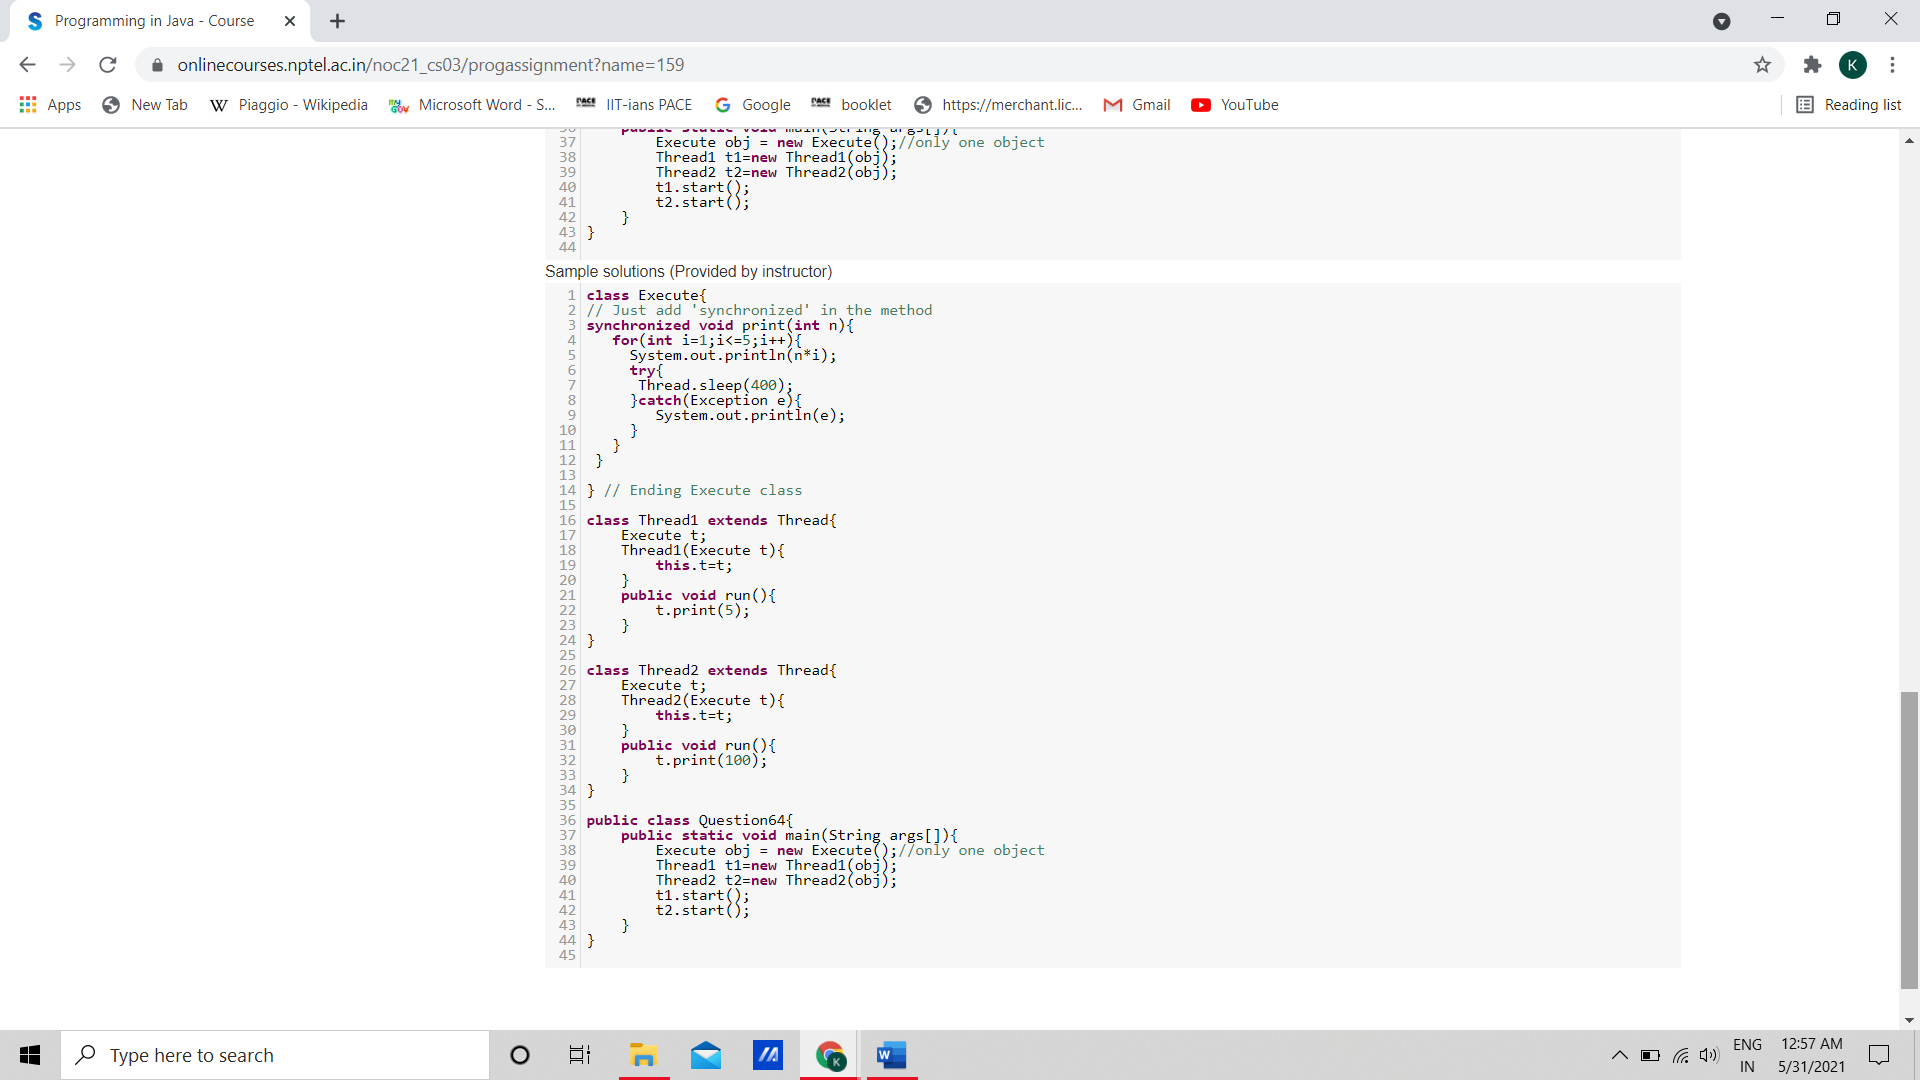 Programming in Java - Course
onlinecourses.nptel.ac.in/noc21_cs03/progassignment?name=159
K
Apps New Tab Piaggio - Wikipedia Microsoft Word - S... IIT-ians PACE Google booklet https://merchant.lic... Gmail YouTube Reading list
36 public static void main(String args[]){
37 Execute obj = new Execute();//only one object
38 Thread1 t1=new Thread1(obj);
39 Thread2 t2=new Thread2(obj);
40 t1.start();
41 t2.start();
42 }
43 }
44
Sample solutions (Provided by instructor)
1 class Execute{
2 // Just add 'synchronized' in the method
3 synchronized void print(int n){
4 for(int i=1;i<=5;i++){
5 System.out.println(n*i);
6 try{
7 Thread.sleep(400);
8 }catch(Exception e){
9 System.out.println(e);
10 }
11 }
12 }
13
14 } // Ending Execute class
15
16 class Thread1 extends Thread{
17 Execute t;
18 Thread1(Execute t){
19 this.t=t;
20 }
21 public void run(){
22 t.print(5);
23 }
24 }
25
26 class Thread2 extends Thread{
27 Execute t;
28 Thread2(Execute t){
29 this.t=t;
30 }
31 public void run(){
32 t.print(100);
33 }
34 }
35
36 public class Question64{
37 public static void main(String args[]){
38 Execute obj = new Execute();//only one object
39 Thread1 t1=new Thread1(obj);
40 Thread2 t2=new Thread2(obj);
41 t1.start();
42 t2.start();
43 }
44 }
45
Type here to search
ENG 12:57 AM
IN 5/31/2021